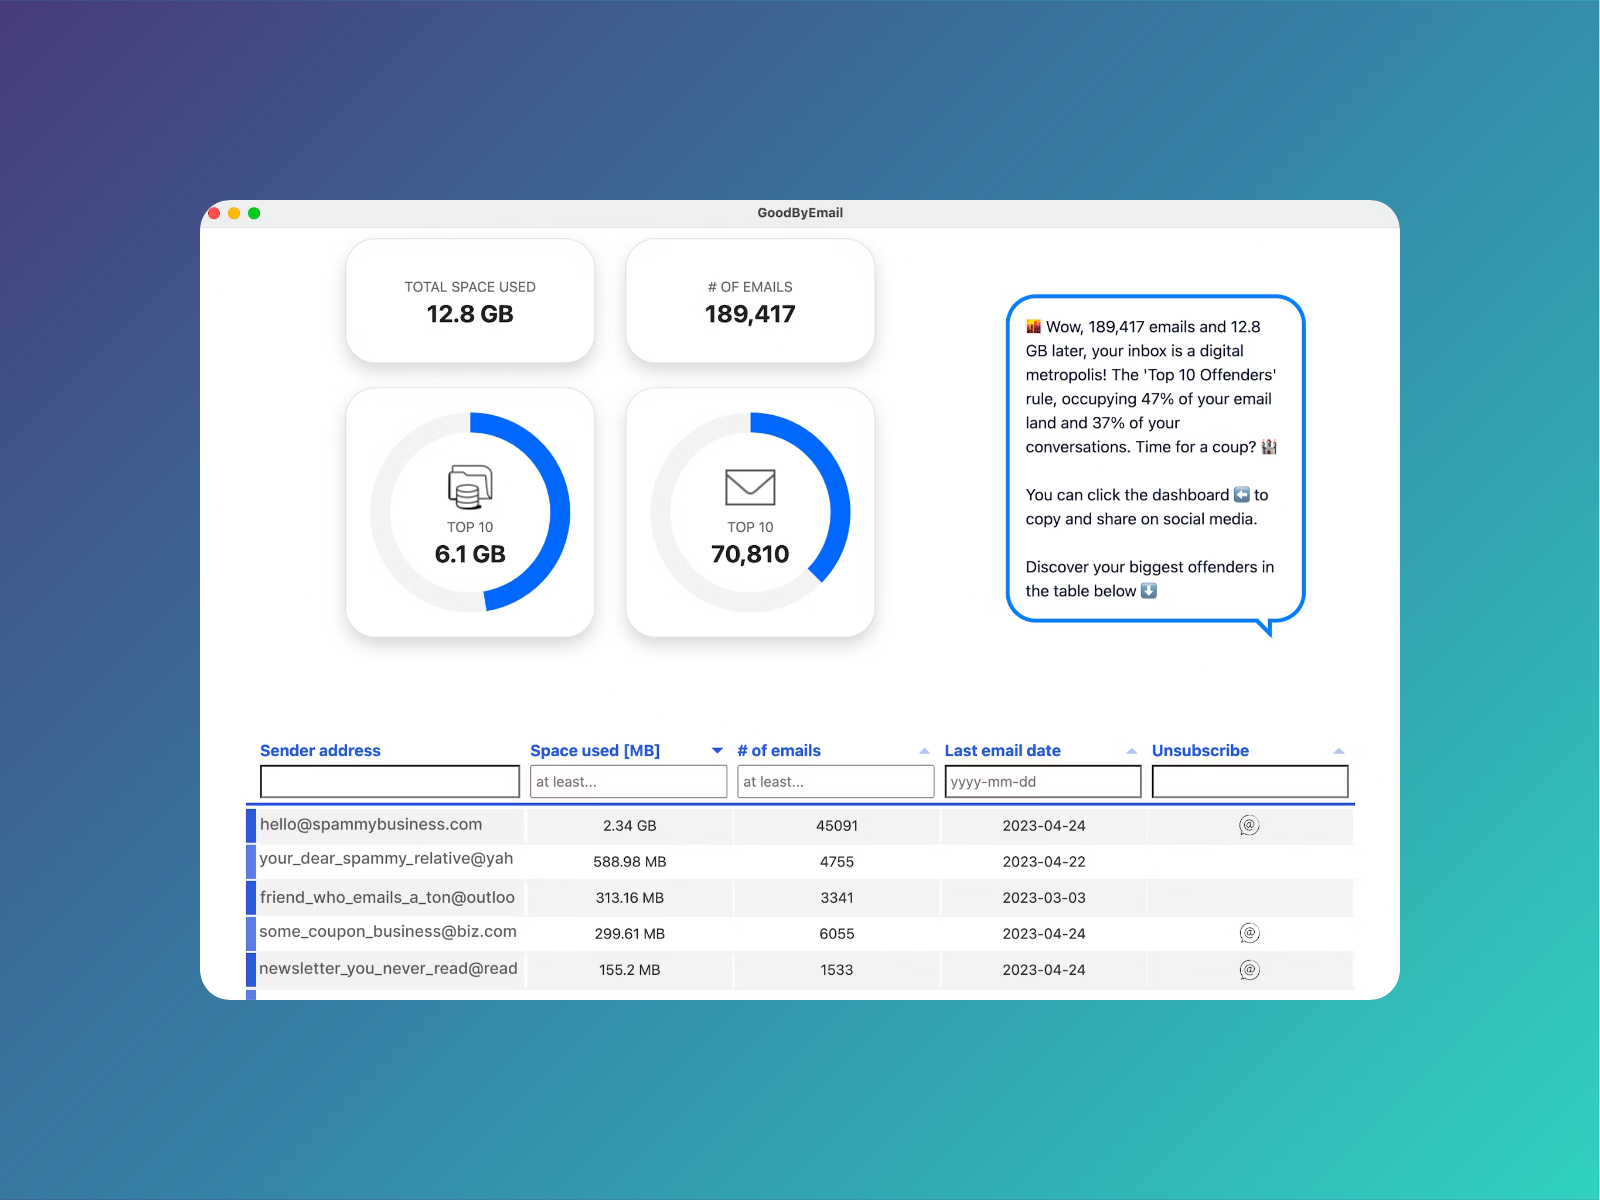 GoodByEmail
TOTAL SPACE USED
12.8 GB
# OF EMAILS
189,417
TOP 10
6.1 GB
TOP 10
70,810
🌇 Wow, 189,417 emails and 12.8
GB later, your inbox is a digital
metropolis! The 'Top 10 Offenders'
rule, occupying 47% of your email
land and 37% of your
conversations. Time for a coup? 🏰
You can click the dashboard ⬅️ to
copy and share on social media.
Discover your biggest offenders in
the table below ⬇️
Sender address Space used [MB] # of emails Last email date Unsubscribe
at least... at least... yyyy-mm-dd
hello@spammybusiness.com 2.34 GB 45091 2023-04-24 @
your_dear_spammy_relative@yah 588.98 MB 4755 2023-04-22
friend_who_emails_a_ton@outloo 313.16 MB 3341 2023-03-03
some_coupon_business@biz.com 299.61 MB 6055 2023-04-24 @
newsletter_you_never_read@read 155.2 MB 1533 2023-04-24 @